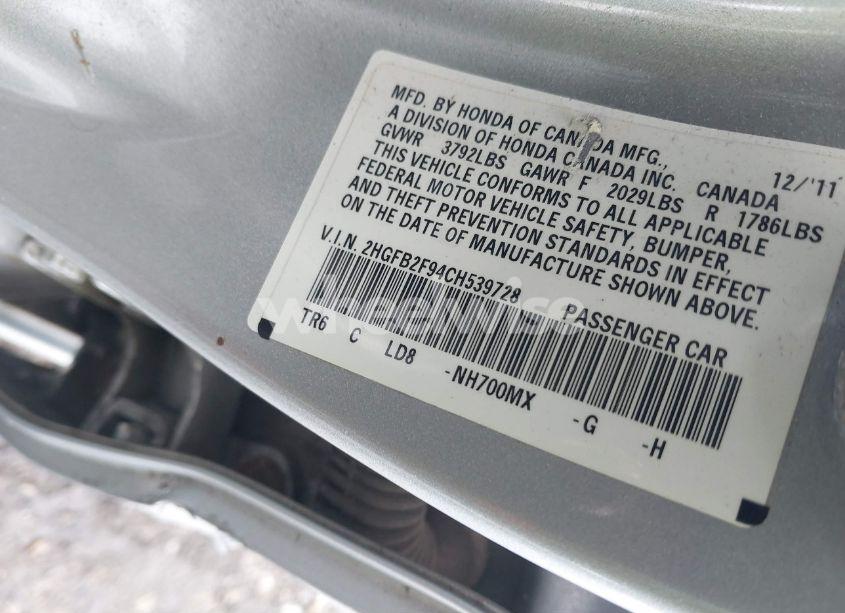 MFD. BY HONDA OF CANADA MFG.,
A DIVISION OF HONDA CANADA INC. CANADA 12/'11
GVWR 3792LBS GAWR F 2029LBS R 1786LBS
THIS VEHICLE CONFORMS TO ALL APPLICABLE
FEDERAL MOTOR VEHICLE SAFETY, BUMPER,
AND THEFT PREVENTION STANDARDS IN EFFECT
ON THE DATE OF MANUFACTURE SHOWN ABOVE.
V.I.N. 2HGFB2F94CH539728 PASSENGER CAR
TR6 C LD8 -NH700MX -G -H
wheelwise